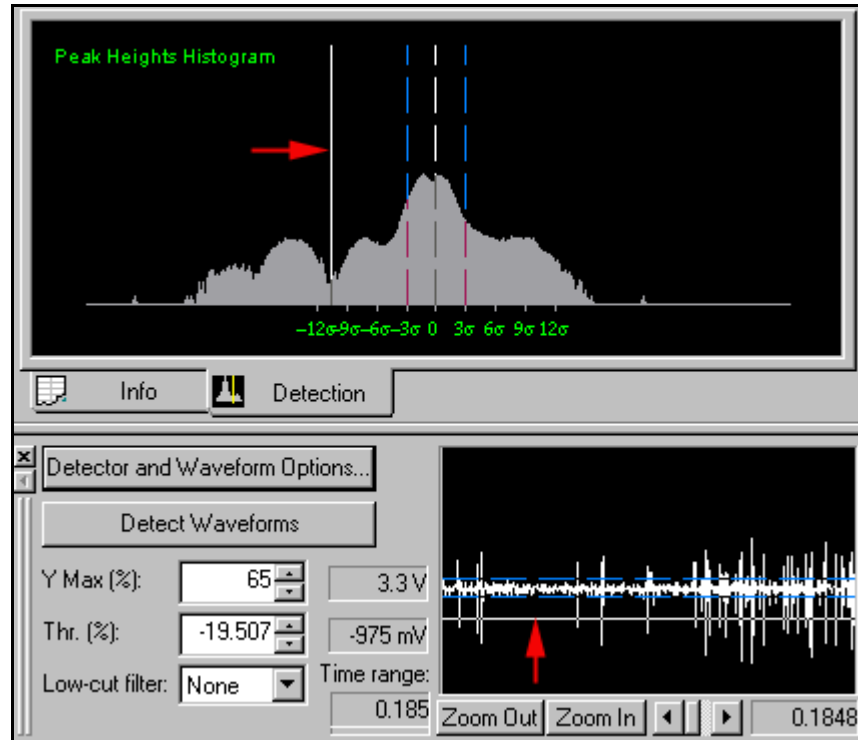 Peak Heights Histogram
-12σ-9σ-6σ-3σ 0 3σ 6σ 9σ 12σ
Info Detection
Detector and Waveform Options...
Detect Waveforms
Y Max (%): 65 3.3 V
Thr. (%): -19.507 -975 mV
Low-cut filter: None Time range:
0.185 Zoom Out Zoom In 0.1848